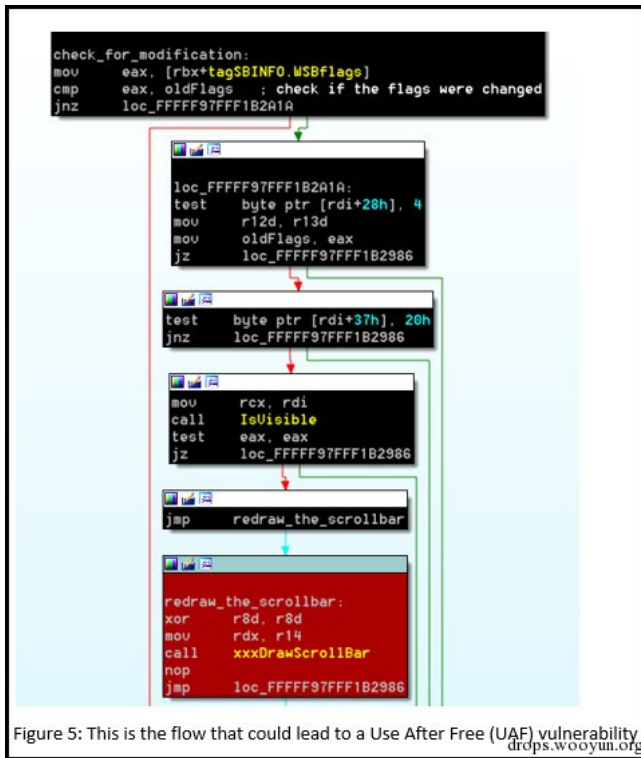 check_for_modification:
mov eax, [rbx+tagSBINFO.WSBflags]
cmp eax, oldFlags ; check if the flags were changed
jnz loc_FFFFF97FFF1B2A1A
loc_FFFFF97FFF1B2A1A:
test byte ptr [rdi+28h], 4
mov r12d, r13d
mov oldFlags, eax
jz loc_FFFFF97FFF1B2986
test byte ptr [rdi+37h], 20h
jnz loc_FFFFF97FFF1B2986
mov rcx, rdi
call IsVisible
test eax, eax
jz loc_FFFFF97FFF1B2986
jmp redraw_the_scrollbar
redraw_the_scrollbar:
xor r8d, r8d
mov rdx, r14
call xxxDrawScrollBar
nop
jmp loc_FFFFF97FFF1B2986
Figure 5: This is the flow that could lead to a Use After Free (UAF) vulnerability
drops.wooyun.org